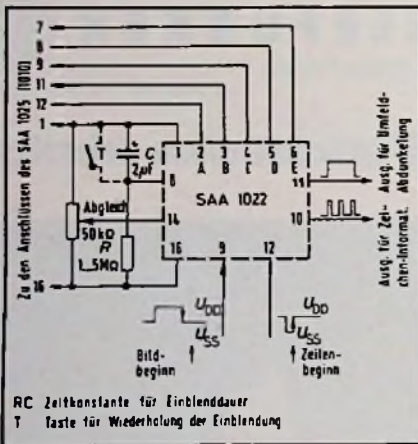 7
8
9
11
12
1
16
Zu den Anschlüssen des SAA 1025 (1010)
T
C
2µF
Abgleich
50kΩ
R
1...5MΩ
1 2 3 4 5 6
A B C D E
8
14
16
9
12
11
10
SAA 1022
Ausg. für Umfeld-
Abdunkelung
Ausg. für Zei-
chen-Informat.
U_DD
U_SS
U_DD
U_SS
Bild-
beginn
Zeilen-
beginn
RC Zeitkonstante für Einblenddauer
T Taste für Wiederholung der Einblendung